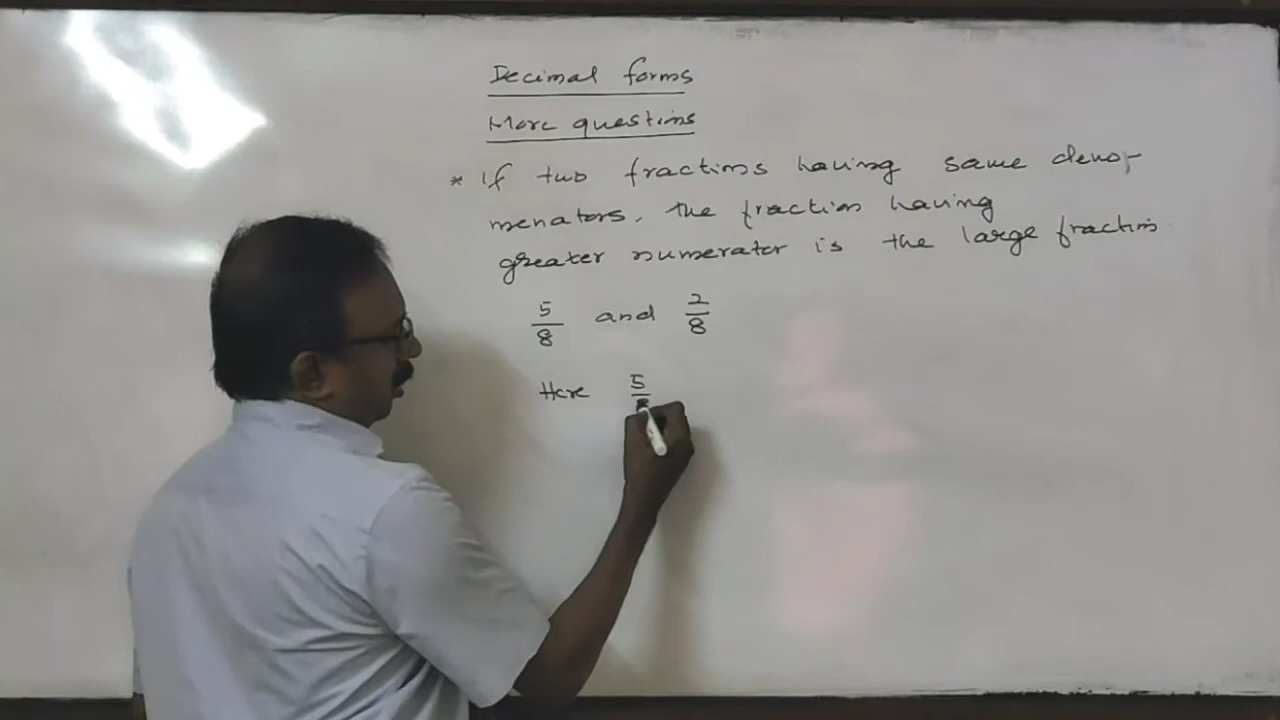 Decimal forms
More questions
* If two fractions having same deno-
menators, the fraction having
greater numerator is the large fraction
5/8 and 2/8
Here 5/8